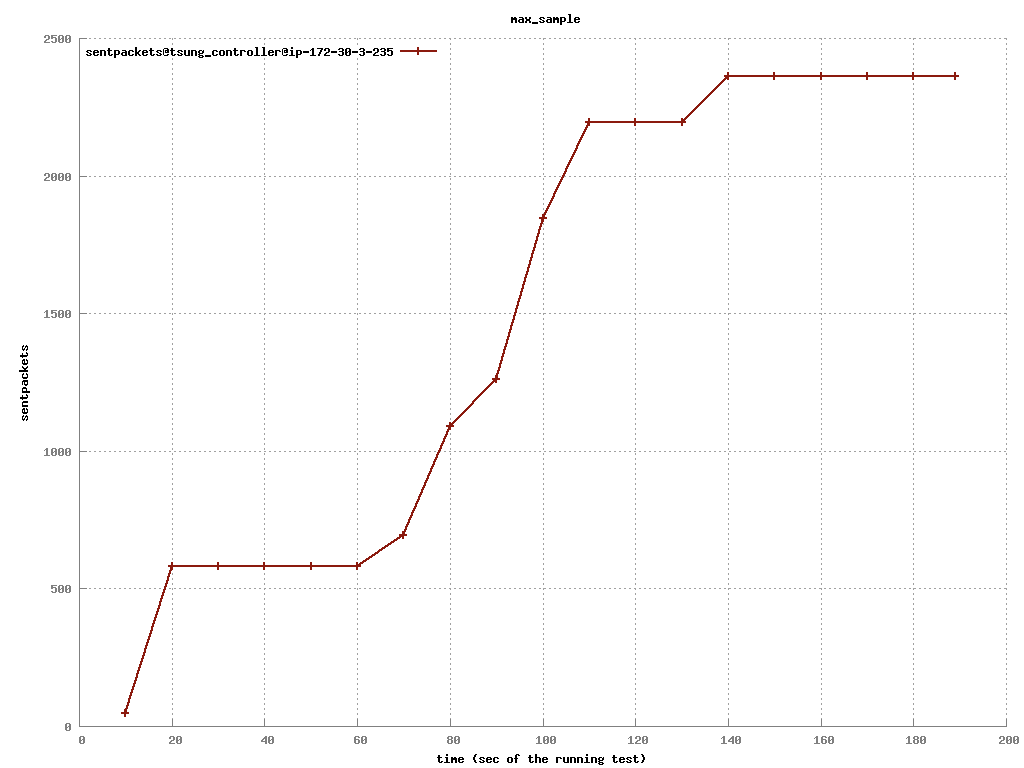 max_sample
sentpackets@tsung_controller@ip-172-30-3-235
2500
2000
1500
1000
500
0
sentpackets
0 20 40 60 80 100 120 140 160 180 200
time (sec of the running test)